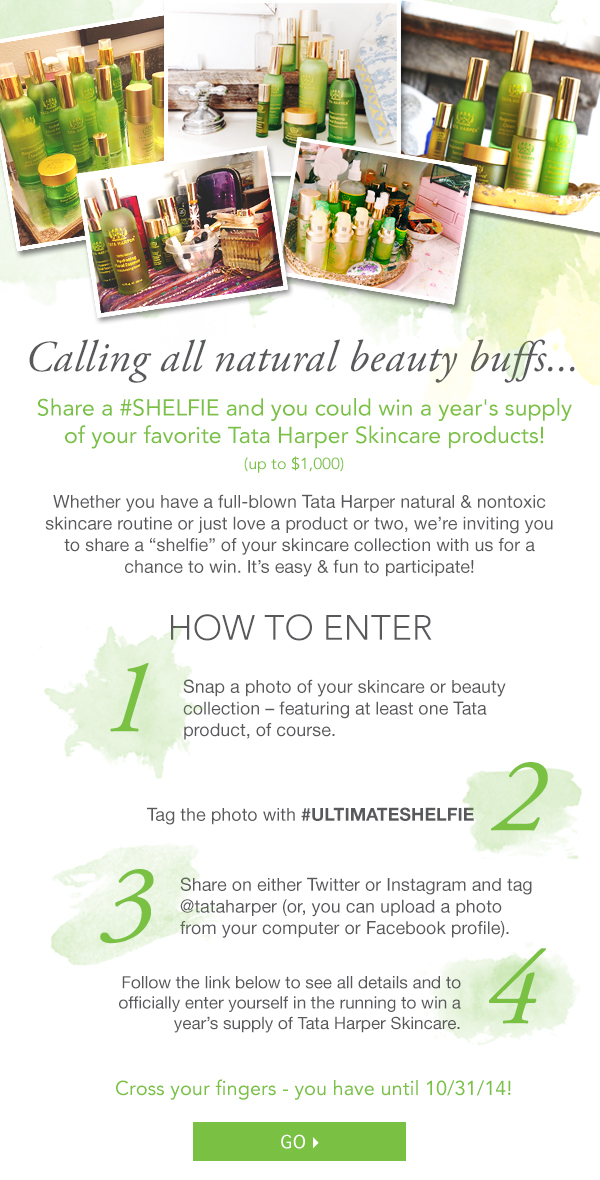 Calling all natural beauty buffs...
Share a #SHELFIE and you could win a year's supply
of your favorite Tata Harper Skincare products!
(up to $1,000)
Whether you have a full-blown Tata Harper natural & nontoxic
skincare routine or just love a product or two, we’re inviting you
to share a “shelfie” of your skincare collection with us for a
chance to win. It’s easy & fun to participate!
HOW TO ENTER
1
Snap a photo of your skincare or beauty
collection – featuring at least one Tata
product, of course.
2
Tag the photo with #ULTIMATESHELFIE
3
Share on either Twitter or Instagram and tag
@tataharper (or, you can upload a photo
from your computer or Facebook profile).
4
Follow the link below to see all details and to
officially enter yourself in the running to win a
year’s supply of Tata Harper Skincare.
Cross your fingers - you have until 10/31/14!
GO